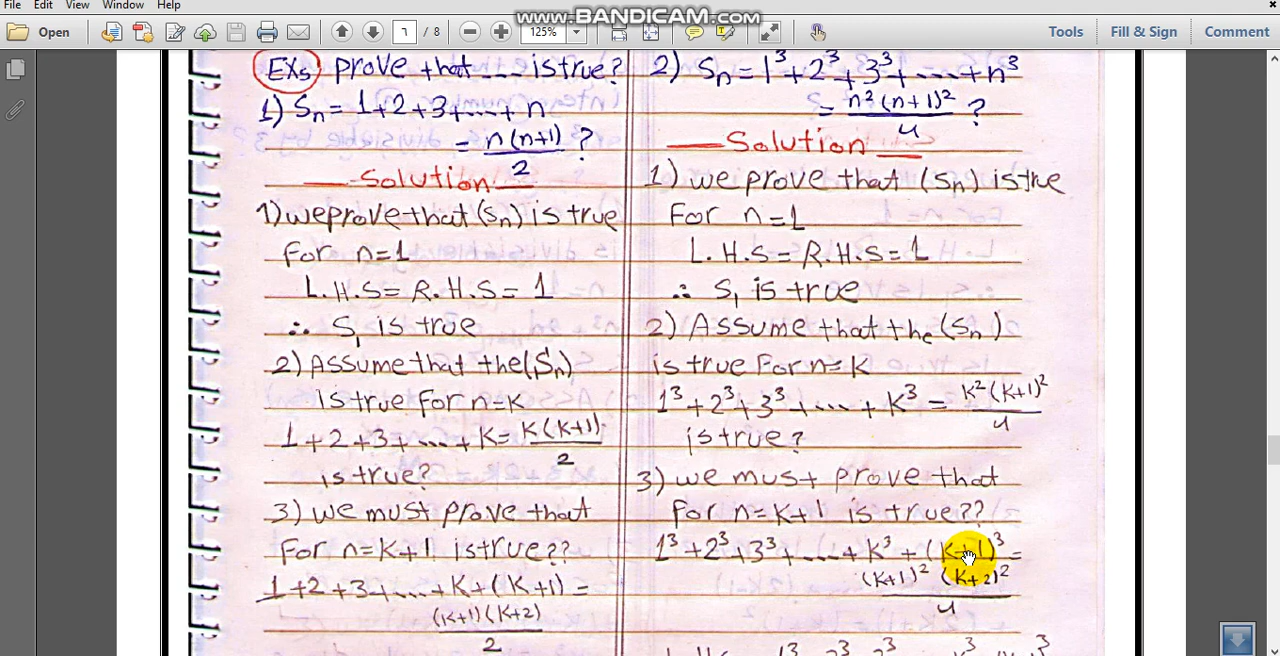 File Edit View Window Help
www.BANDICAM.com
Open
/ 8
125%
Tools
Fill & Sign
Comment
EXs prove that --- is true?
1) Sn = 1+2+3+...+ n
= n(n+1)/2 ?
Solution
1) we prove that (Sn) is true
For n=1
L.H.S = R.H.S = 1
∴ S₁ is true
2) Assume that the (Sn)
is true for n=k
1+2+3+...+ k = k(k+1)/2
is true?
3) we must prove that
for n=k+1 is true??
1+2+3+...+k+(k+1) =
(k+1)(k+2)/2
2) Sn = 1³+2³+3³+...+n³
= n²(n+1)²/4 ?
Solution
1) we prove that (Sn) is true
For n=1
L.H.S = R.H.S = 1
∴ S₁ is true
2) Assume that the (Sn)
is true For n=k
1³+2³+3³+...+k³ = k²(k+1)²/4
is true?
3) we must prove that
for n=k+1 is true??
1³+2³+3³+...+k³+(k+1)³ =
(k+1)²(k+2)²/4